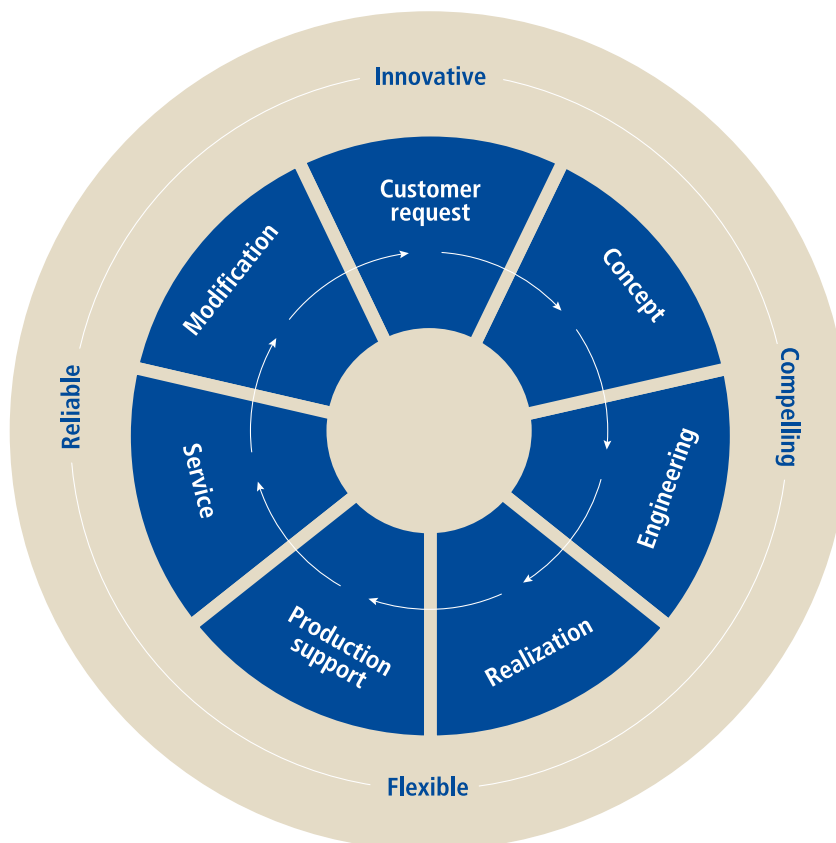 Innovative
Customer
request
Concept
Compelling
Engineering
Realization
Flexible
Production
support
Service
Reliable
Modification